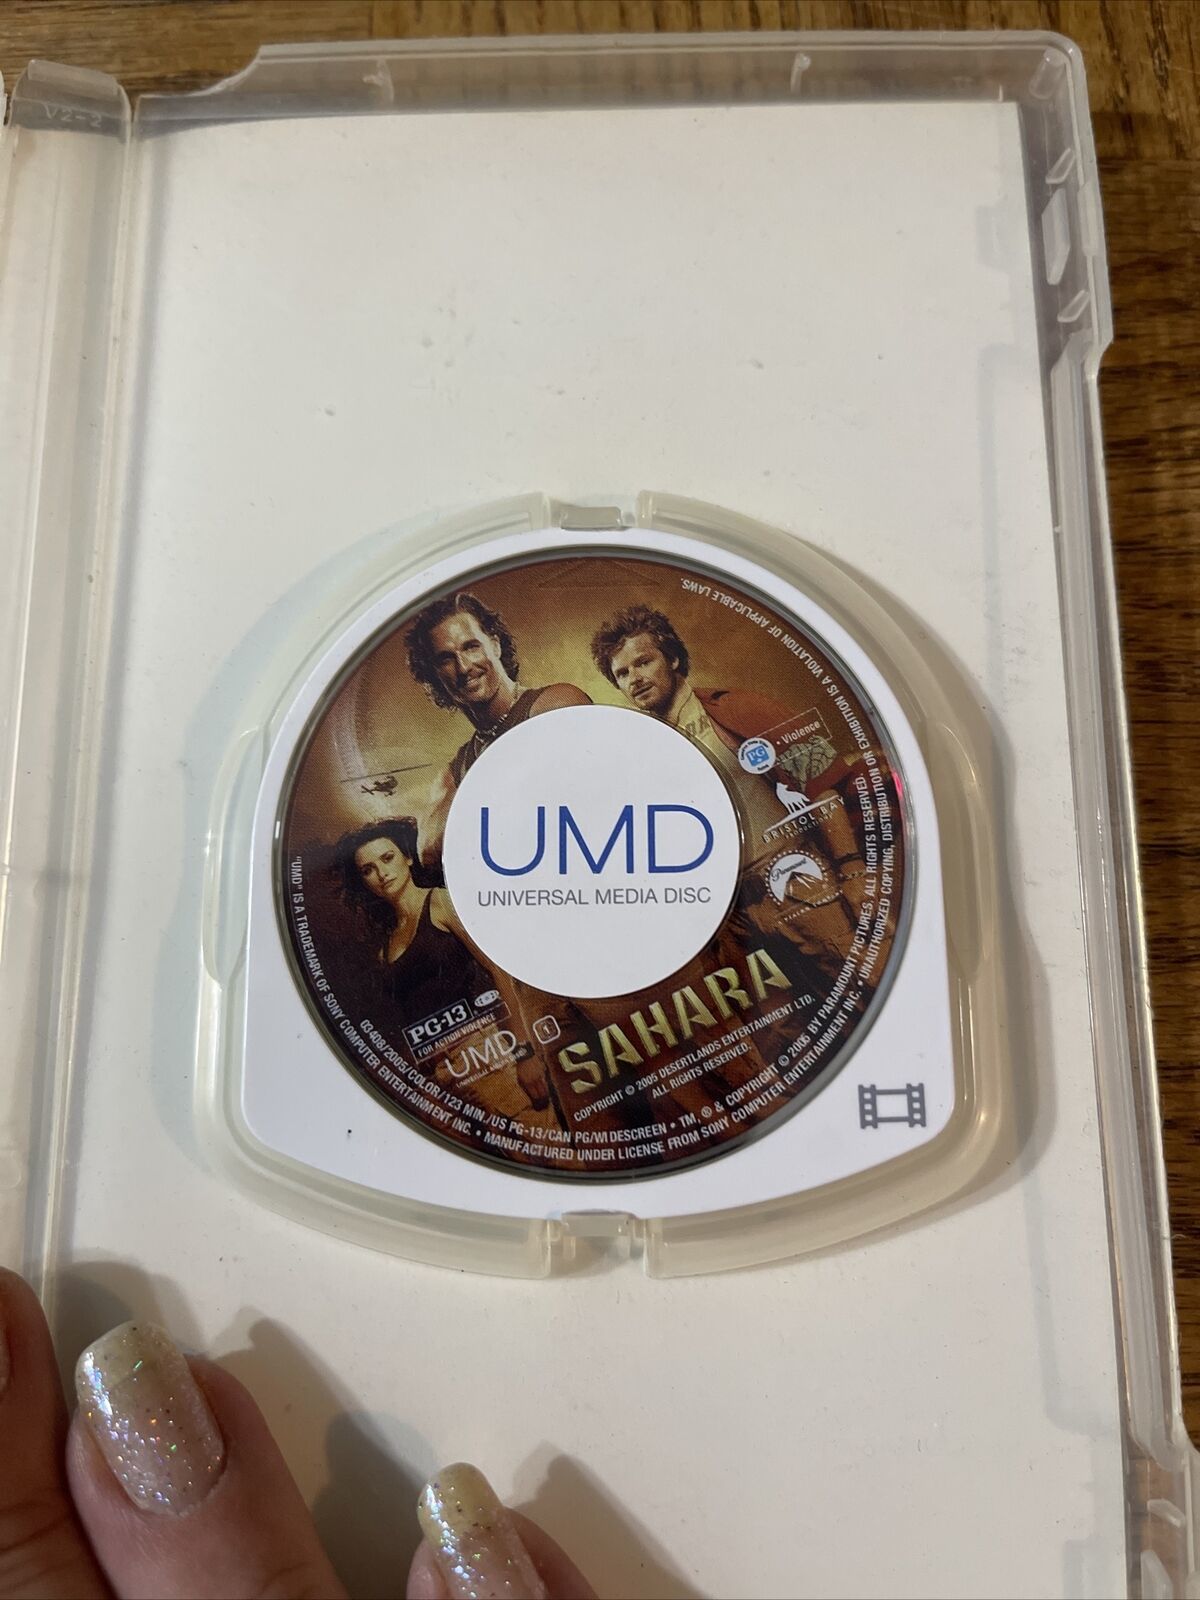 V2-2
UMD
UNIVERSAL MEDIA DISC
PG
• Violence
BRISTOL BAY
PRODUCTIONS
Paramount
PG-13
FOR ACTION VIOLENCE
UMD
1
SAHARA
COPYRIGHT © 2005 DESERTLANDS ENTERTAINMENT LTD.
ALL RIGHTS RESERVED.
03408/2005/COLOR/123 MIN./US PG-13/CAN PG/WIDESCREEN • TM, ® & COPYRIGHT © 2005 BY PARAMOUNT PICTURES. ALL RIGHTS RESERVED.
"UMD" IS A TRADEMARK OF SONY COMPUTER ENTERTAINMENT INC. • MANUFACTURED UNDER LICENSE FROM SONY COMPUTER ENTERTAINMENT INC. • UNAUTHORIZED COPYING, DISTRIBUTION OR EXHIBITION IS A VIOLATION OF APPLICABLE LAWS.